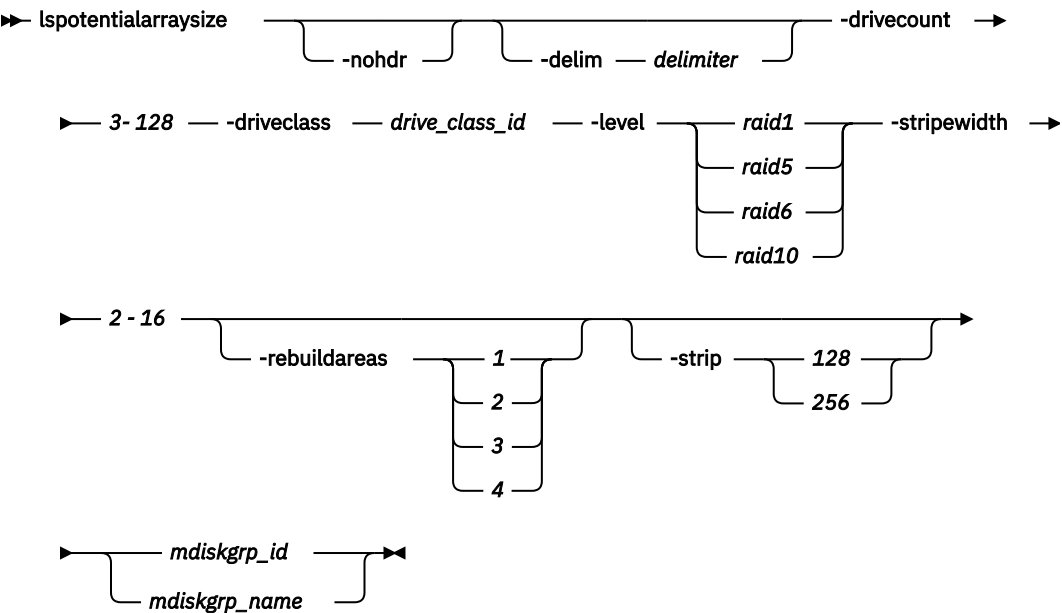 lspotentialarraysize -drivecount
-nohdr -delim delimiter
3- 128 -driveclass drive_class_id -level raid1 -stripewidth
raid5
raid6
raid10
2 - 16
-rebuildareas 1 -strip 128
2 256
3
4
mdiskgrp_id
mdiskgrp_name